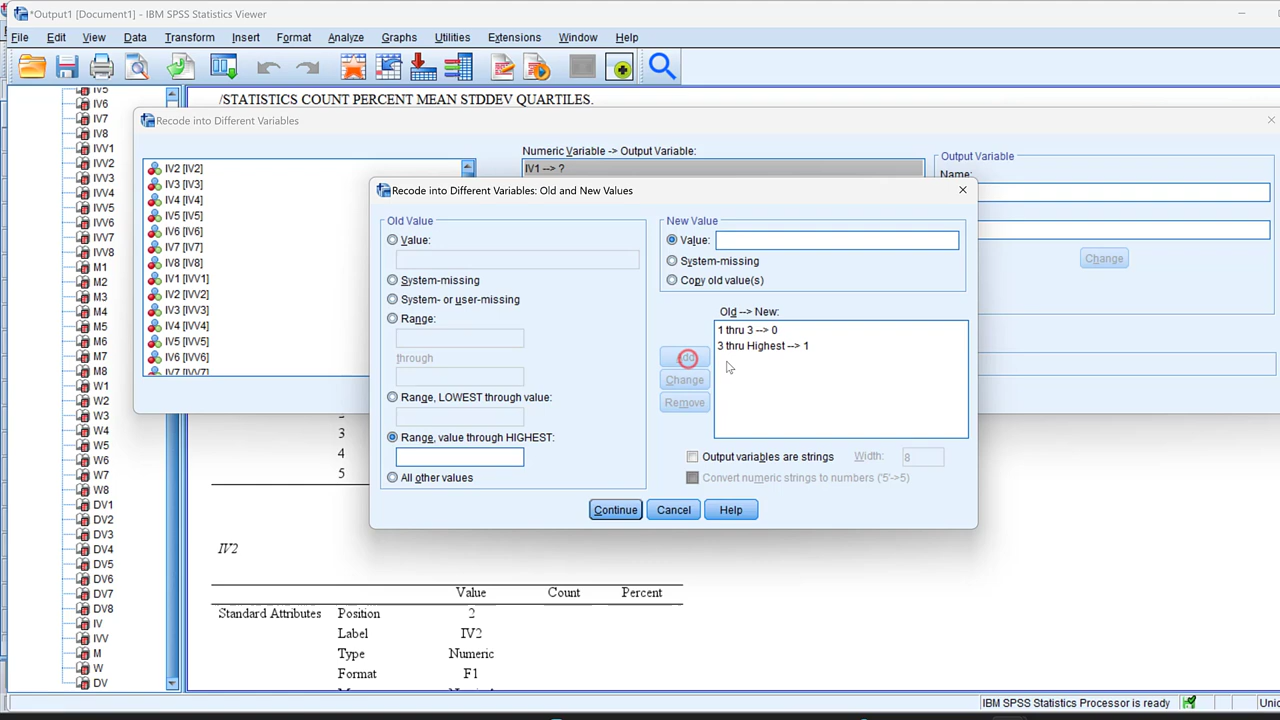 *Output1 [Document1] - IBM SPSS Statistics Viewer
File Edit View Data Transform Insert Format Analyze Graphs Utilities Extensions Window Help
IV5
IV6
IV7
IV8
IVV1
IVV2
IVV3
IVV4
IVV5
IVV6
IVV7
IVV8
M1
M2
M3
M4
M5
M6
M7
M8
W1
W2
W3
W4
W5
W6
W7
W8
DV1
DV2
DV3
DV4
DV5
DV6
DV7
DV8
IV
IVV
M
W
DV
/STATISTICS COUNT PERCENT MEAN STDDEV QUARTILES.
Recode into Different Variables
IV2 [IV2]
IV3 [IV3]
IV4 [IV4]
IV5 [IV5]
IV6 [IV6]
IV7 [IV7]
IV8 [IV8]
IV1 [IVV1]
IV2 [IVV2]
IV3 [IVV3]
IV4 [IVV4]
IV5 [IVV5]
IV6 [IVV6]
IV7 [IVV7]
Numeric Variable -> Output Variable:
IV1 --> ?
Output Variable
Name:
Change
Recode into Different Variables: Old and New Values
Old Value
Value:
System-missing
System- or user-missing
Range:
through
Range, LOWEST through value:
Range, value through HIGHEST:
All other values
New Value
Value:
System-missing
Copy old value(s)
Old --> New:
1 thru 3 --> 0
3 thru Highest --> 1
Add
Change
Remove
Output variables are strings Width: 8
Convert numeric strings to numbers ('5'->5)
Continue Cancel Help
3
4
5
IV2
Value Count Percent
Standard Attributes Position 2
Label IV2
Type Numeric
Format F1
IBM SPSS Statistics Processor is ready